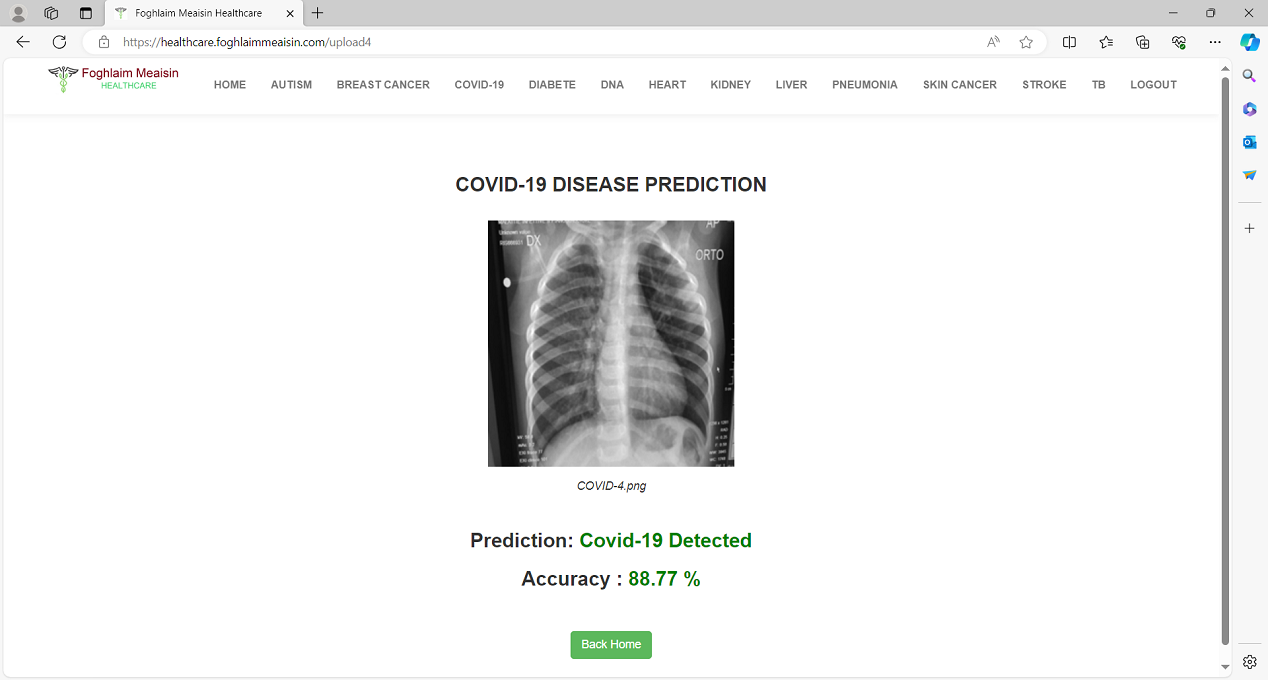 Foghlaim Meaisin Healthcare
https://healthcare.foghlaimmeaisin.com/upload4
Foghlaim Meaisin
HEALTHCARE
HOME AUTISM BREAST CANCER COVID-19 DIABETE DNA HEART KIDNEY LIVER PNEUMONIA SKIN CANCER STROKE TB LOGOUT
COVID-19 DISEASE PREDICTION
AP
DX
ORTO
COVID-4.png
Prediction: Covid-19 Detected
Accuracy : 88.77 %
Back Home